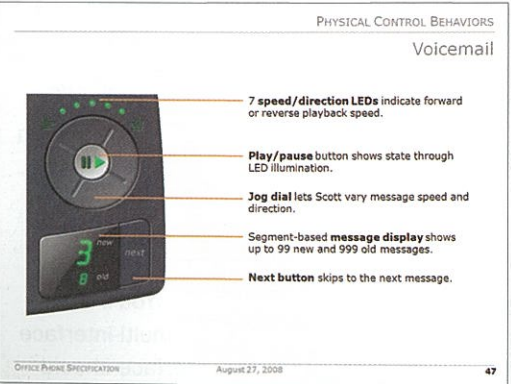 PHYSICAL CONTROL BEHAVIORS
Voicemail
7 speed/direction LEDs indicate forward
or reverse playback speed.
Play/pause button shows state through
LED illumination.
Jog dial lets Scott vary message speed and
direction.
3 new
next
8 old
Segment-based message display shows
up to 99 new and 999 old messages.
Next button skips to the next message.
OFFICE PHONE SPECIFICATION
August 27, 2008
47